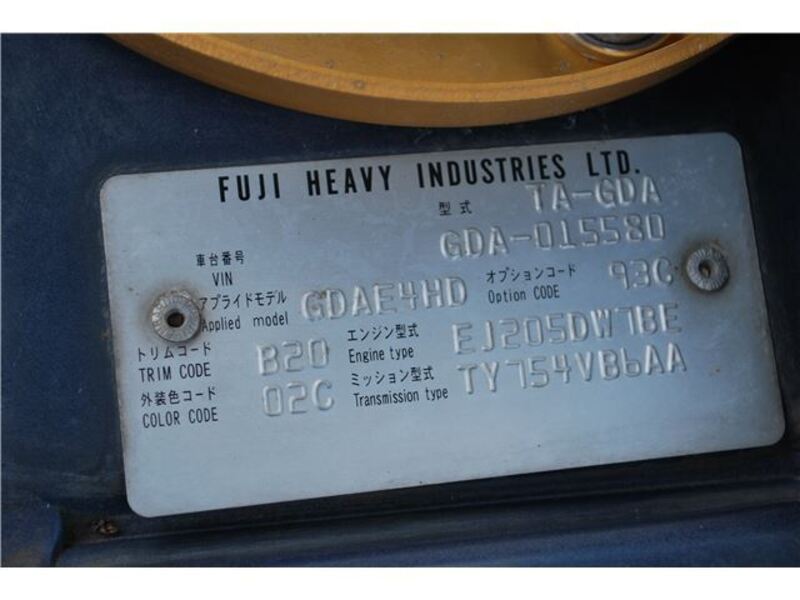 FUJI HEAVY INDUSTRIES LTD.
型式 TA-GDA
車台番号 VIN GDA-015580
アプライドモデル Applied model GDAE4HD オプションコード Option CODE 93C
トリムコード TRIM CODE B20 エンジン型式 Engine type EJ205DW7BE
外装色コード COLOR CODE 02C ミッション型式 Transmission type TY754VB6AA